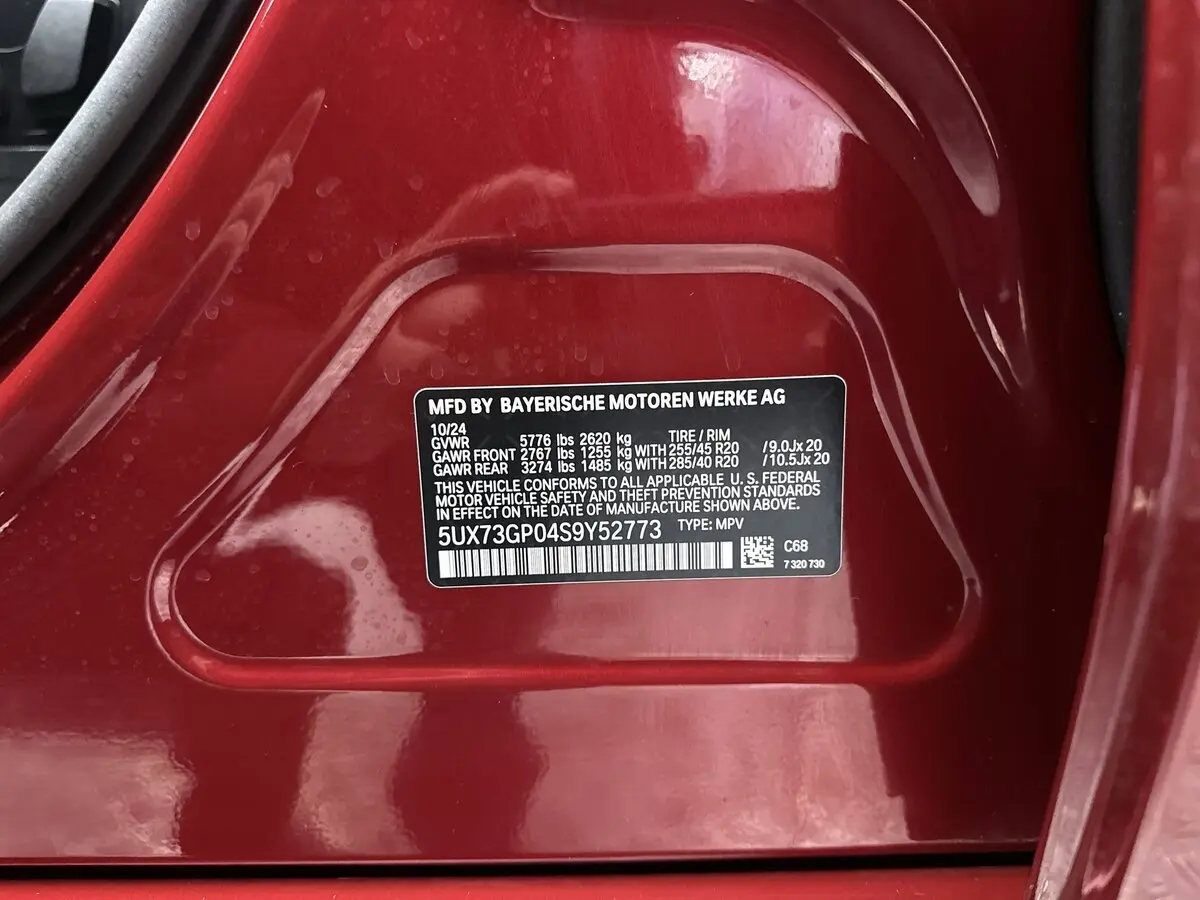 MFD BY BAYERISCHE MOTOREN WERKE AG
10/24
GVWR 5776 lbs 2620 kg TIRE / RIM
GAWR FRONT 2767 lbs 1255 kg WITH 255/45 R20 /9.0Jx 20
GAWR REAR 3274 lbs 1485 kg WITH 285/40 R20 /10.5Jx 20
THIS VEHICLE CONFORMS TO ALL APPLICABLE U. S. FEDERAL
MOTOR VEHICLE SAFETY AND THEFT PREVENTION STANDARDS
IN EFFECT ON THE DATE OF MANUFACTURE SHOWN ABOVE.
5UX73GP04S9Y52773 TYPE: MPV
C68
7 320 730